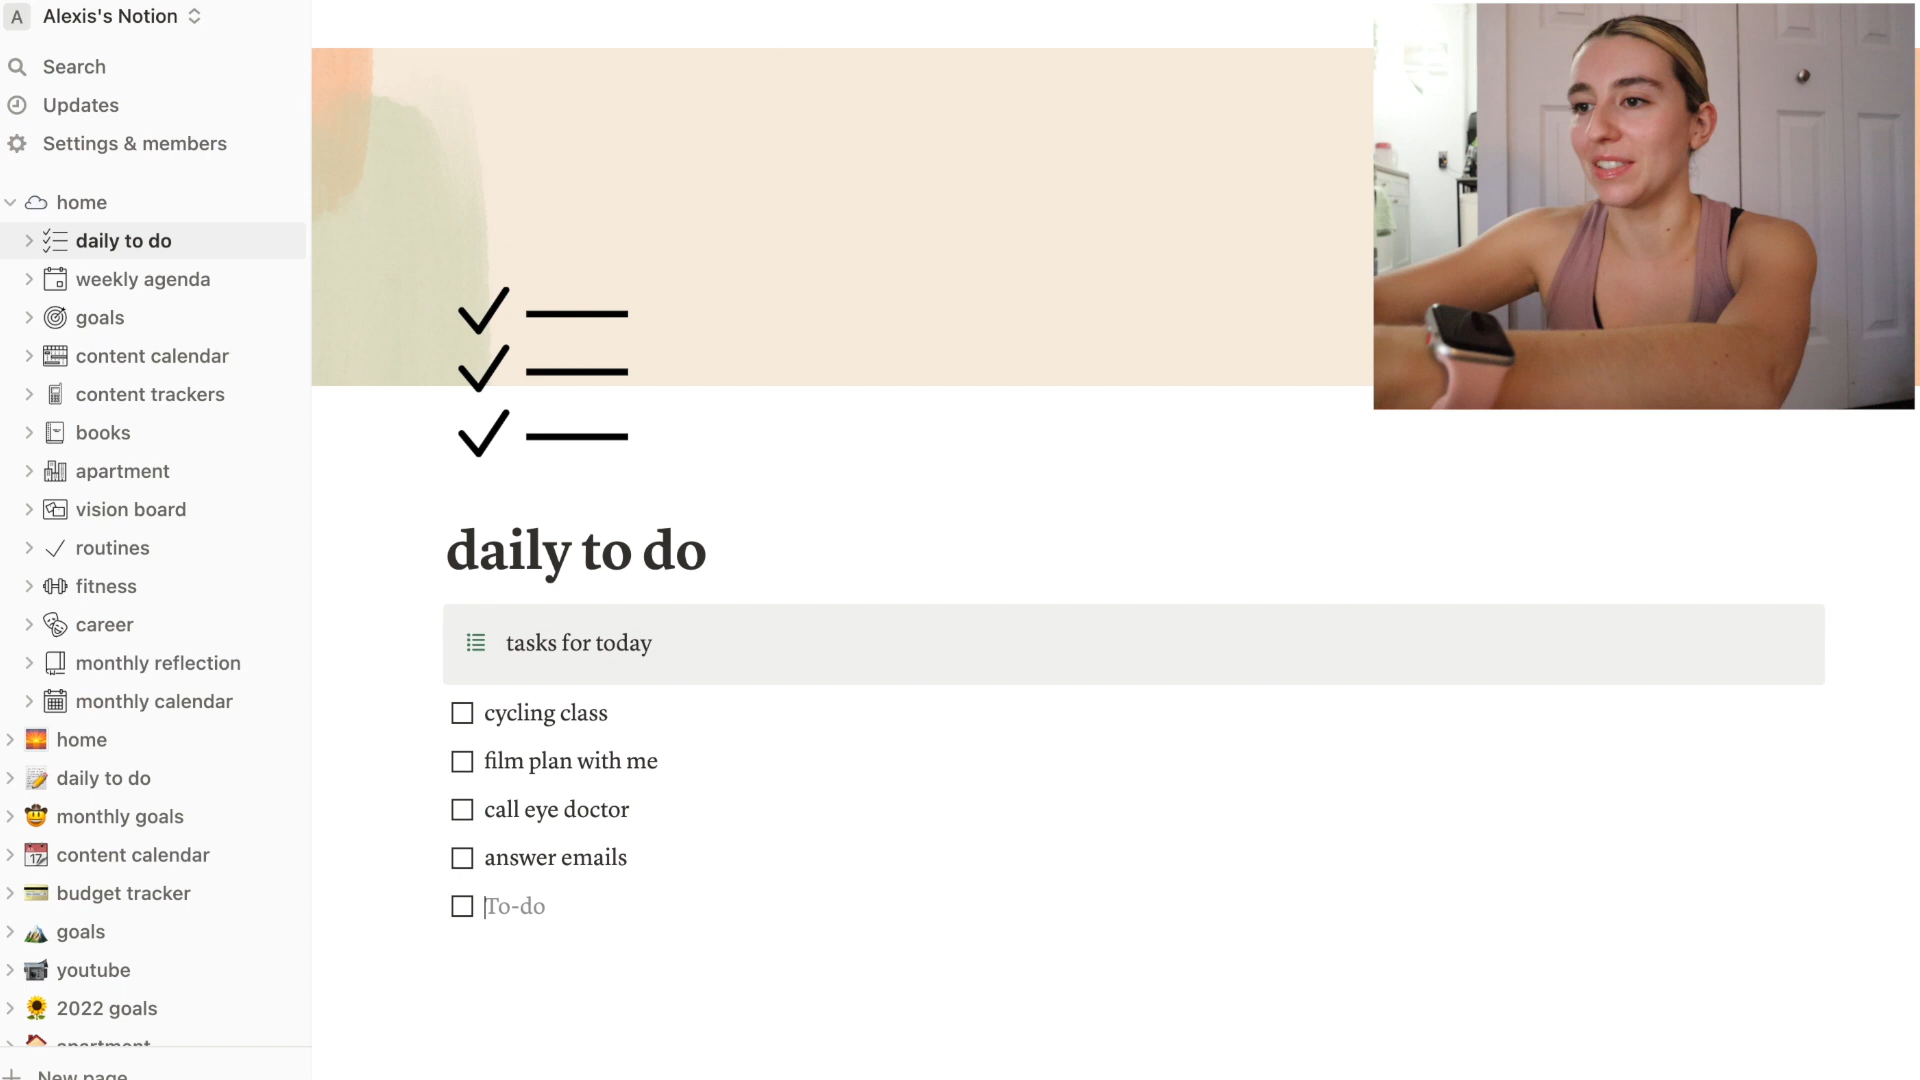 A Alexis's Notion
Search
Updates
Settings & members
home
daily to do
weekly agenda
goals
content calendar
content trackers
books
apartment
vision board
routines
fitness
career
monthly reflection
monthly calendar
home
daily to do
monthly goals
17 content calendar
budget tracker
goals
youtube
2022 goals
apartment
New page
daily to do
tasks for today
cycling class
film plan with me
call eye doctor
answer emails
To-do